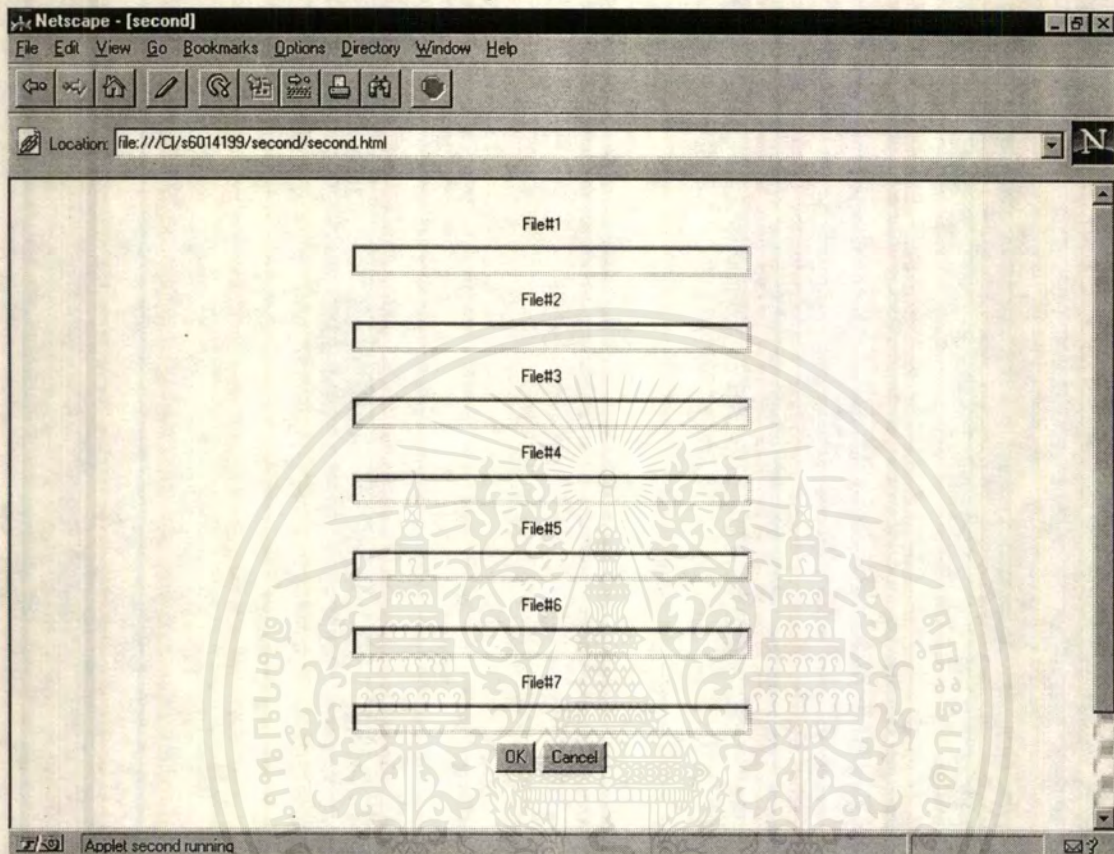 Netscape - [second]
File Edit View Go Bookmarks Options Directory Window Help
Location: file:///C|/s6014199/second/second.html
N
File#1
File#2
File#3
File#4
File#5
File#6
File#7
OK Cancel
Applet second running